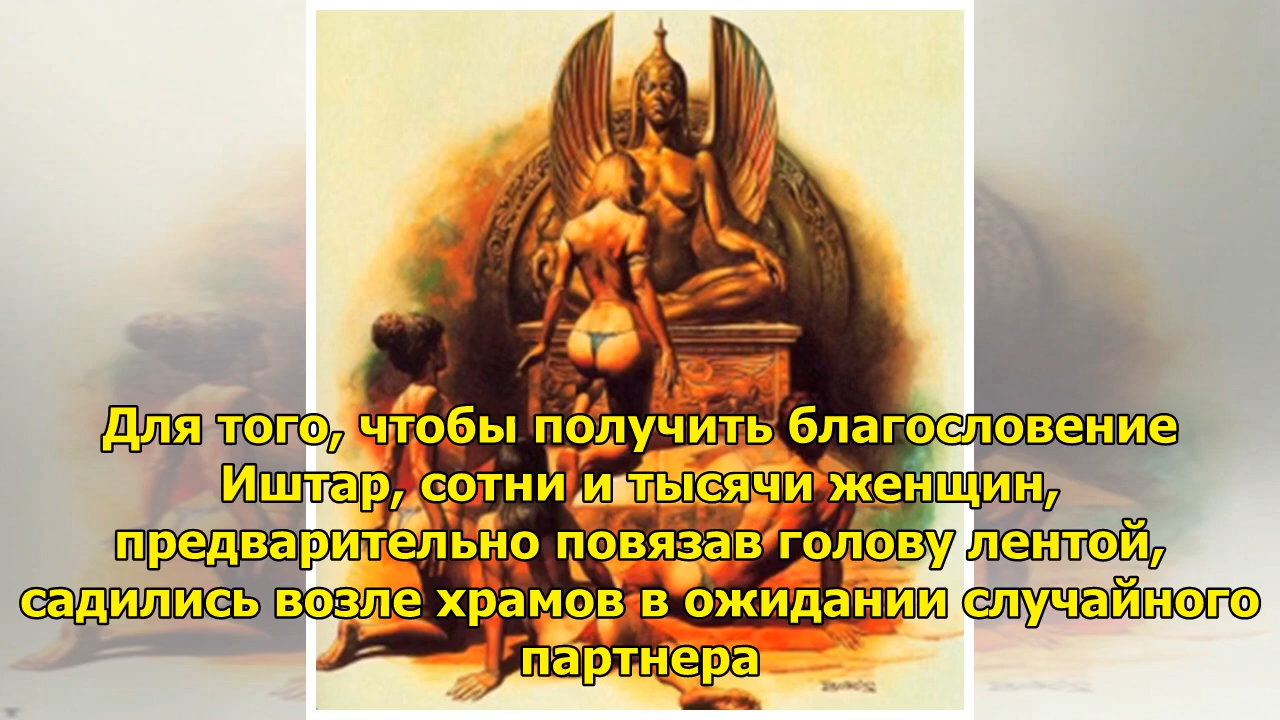 Для того, чтобы получить благословение
Иштар, сотни и тысячи женщин,
предварительно повязав голову лентой,
садились возле храмов в ожидании случайного
партнера